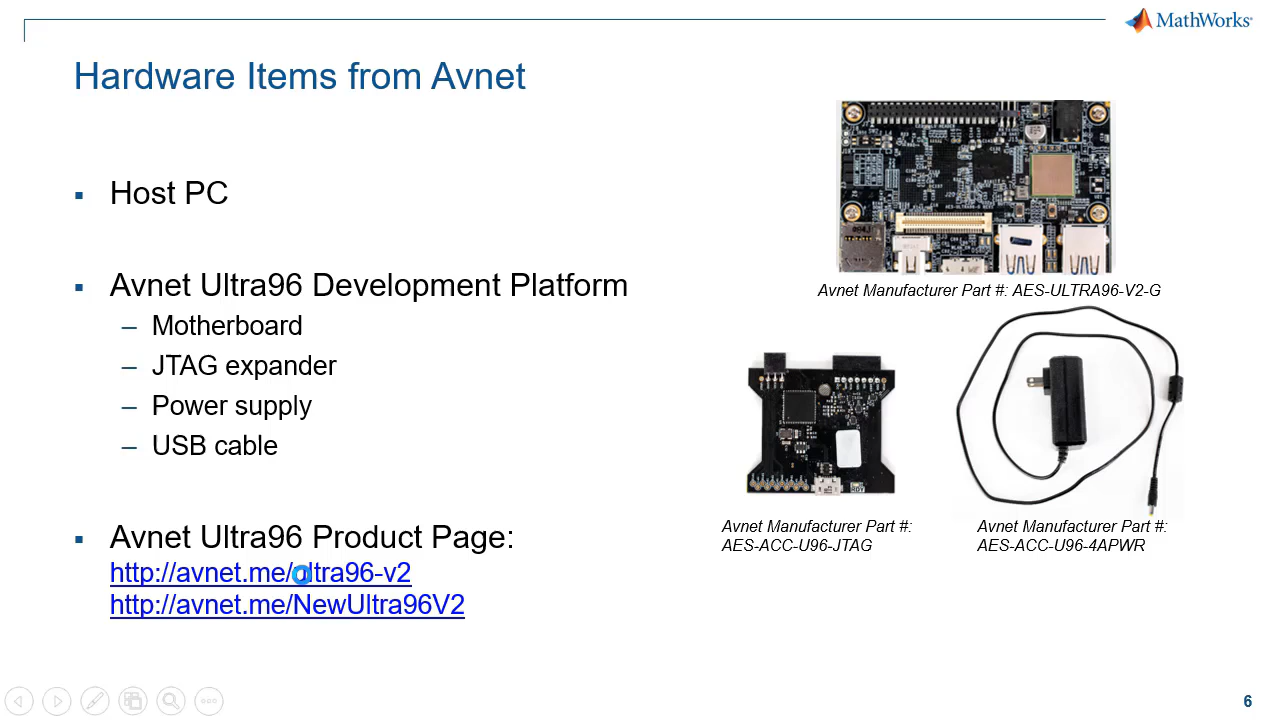 MathWorks®
Hardware Items from Avnet
Host PC
Avnet Ultra96 Development Platform
– Motherboard
– JTAG expander
– Power supply
– USB cable
Avnet Ultra96 Product Page:
http://avnet.me/ultra96-v2
http://avnet.me/NewUltra96V2
Avnet Manufacturer Part #: AES-ULTRA96-V2-G
Avnet Manufacturer Part #:
AES-ACC-U96-JTAG
Avnet Manufacturer Part #:
AES-ACC-U96-4APWR
6